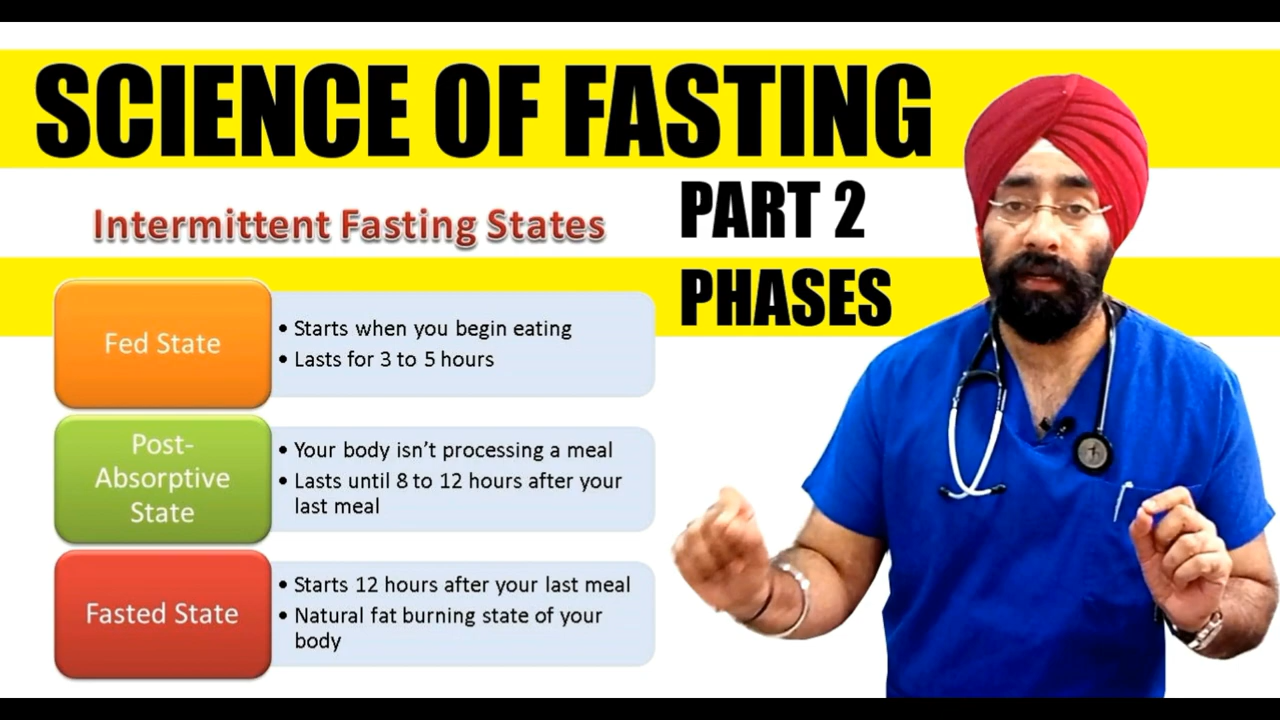 SCIENCE OF FASTING
PART 2
PHASES
Intermittent Fasting States
Fed State
• Starts when you begin eating
• Lasts for 3 to 5 hours
Post-
Absorptive
State
• Your body isn't processing a meal
• Lasts until 8 to 12 hours after your
last meal
Fasted State
• Starts 12 hours after your last meal
• Natural fat burning state of your
body